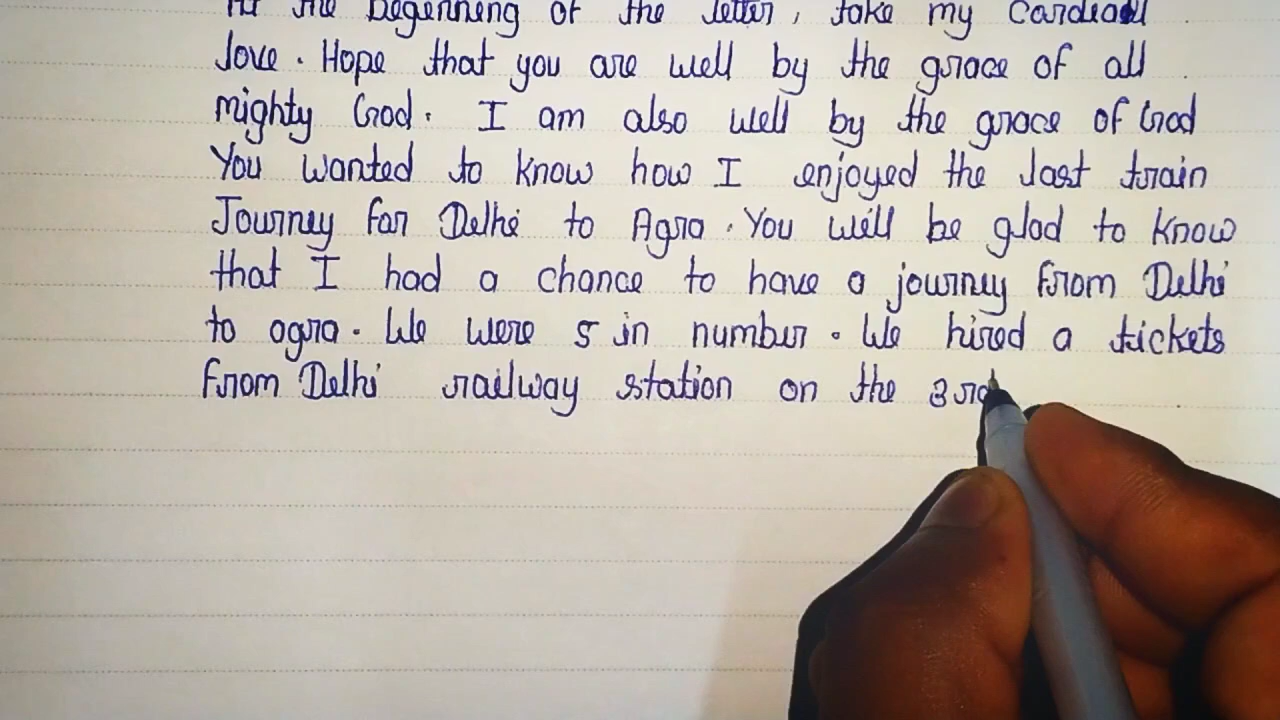 At the Beginning of the letter, take my Cardeall
love. Hope that you are well by the grace of all
mighty God. I am also well by the grace of God
You wanted to know how I enjoyed the last train
Journey for Delhi to Agra. You will be glad to know
that I had a chance to have a journey from Delhi
to agra. We were 5 in number. We hired a tickets
from Delhi railway station on the 3rd